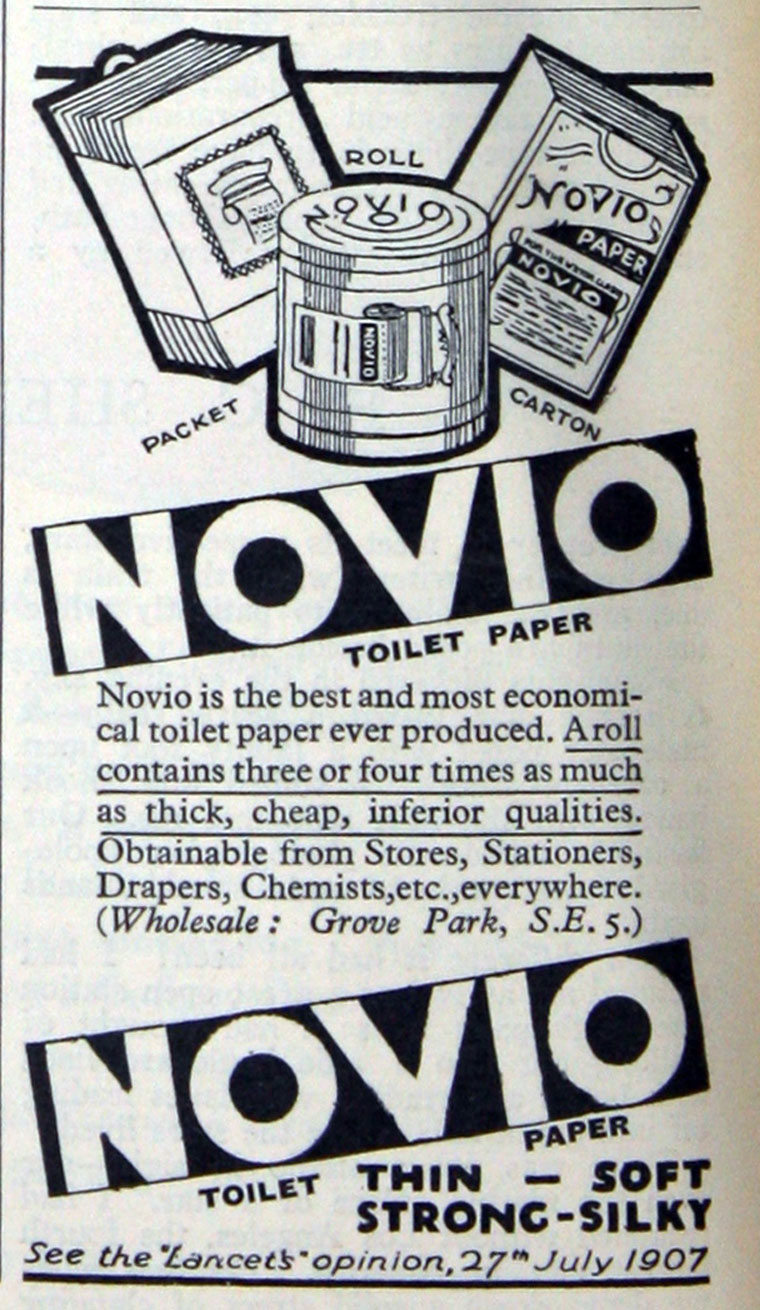 ROLL
NOVIO
NOVIO
PAPER
NOVIO
NOVIO
PACKET
CARTON
NOVIO
TOILET PAPER
Novio is the best and most economi-
cal toilet paper ever produced. A roll
contains three or four times as much
as thick, cheap, inferior qualities.
Obtainable from Stores, Stationers,
Drapers, Chemists, etc., everywhere.
(Wholesale : Grove Park, S.E. 5.)
NOVIO
TOILET PAPER
THIN — SOFT
STRONG-SILKY
See the "Lancet's" opinion, 27th July 1907